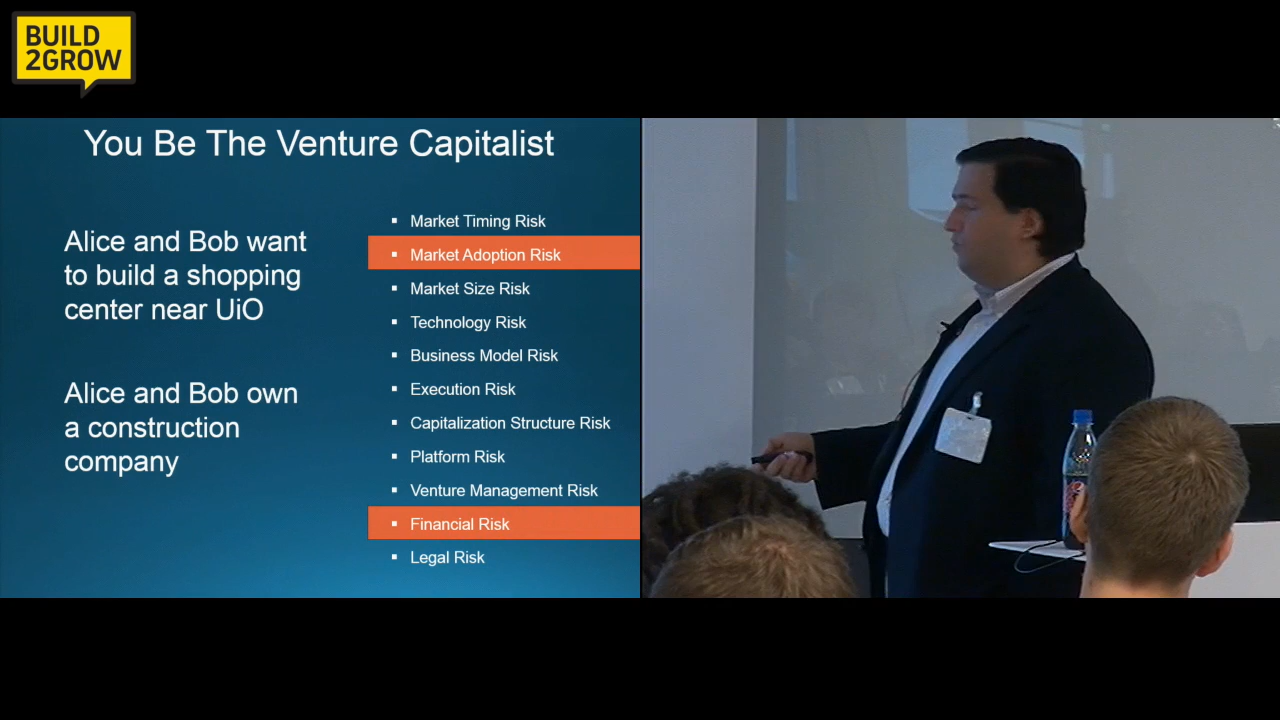 BUILD
2GROW
You Be The Venture Capitalist
Alice and Bob want
to build a shopping
center near UiO
Alice and Bob own
a construction
company
Market Timing Risk
Market Adoption Risk
Market Size Risk
Technology Risk
Business Model Risk
Execution Risk
Capitalization Structure Risk
Platform Risk
Venture Management Risk
Financial Risk
Legal Risk